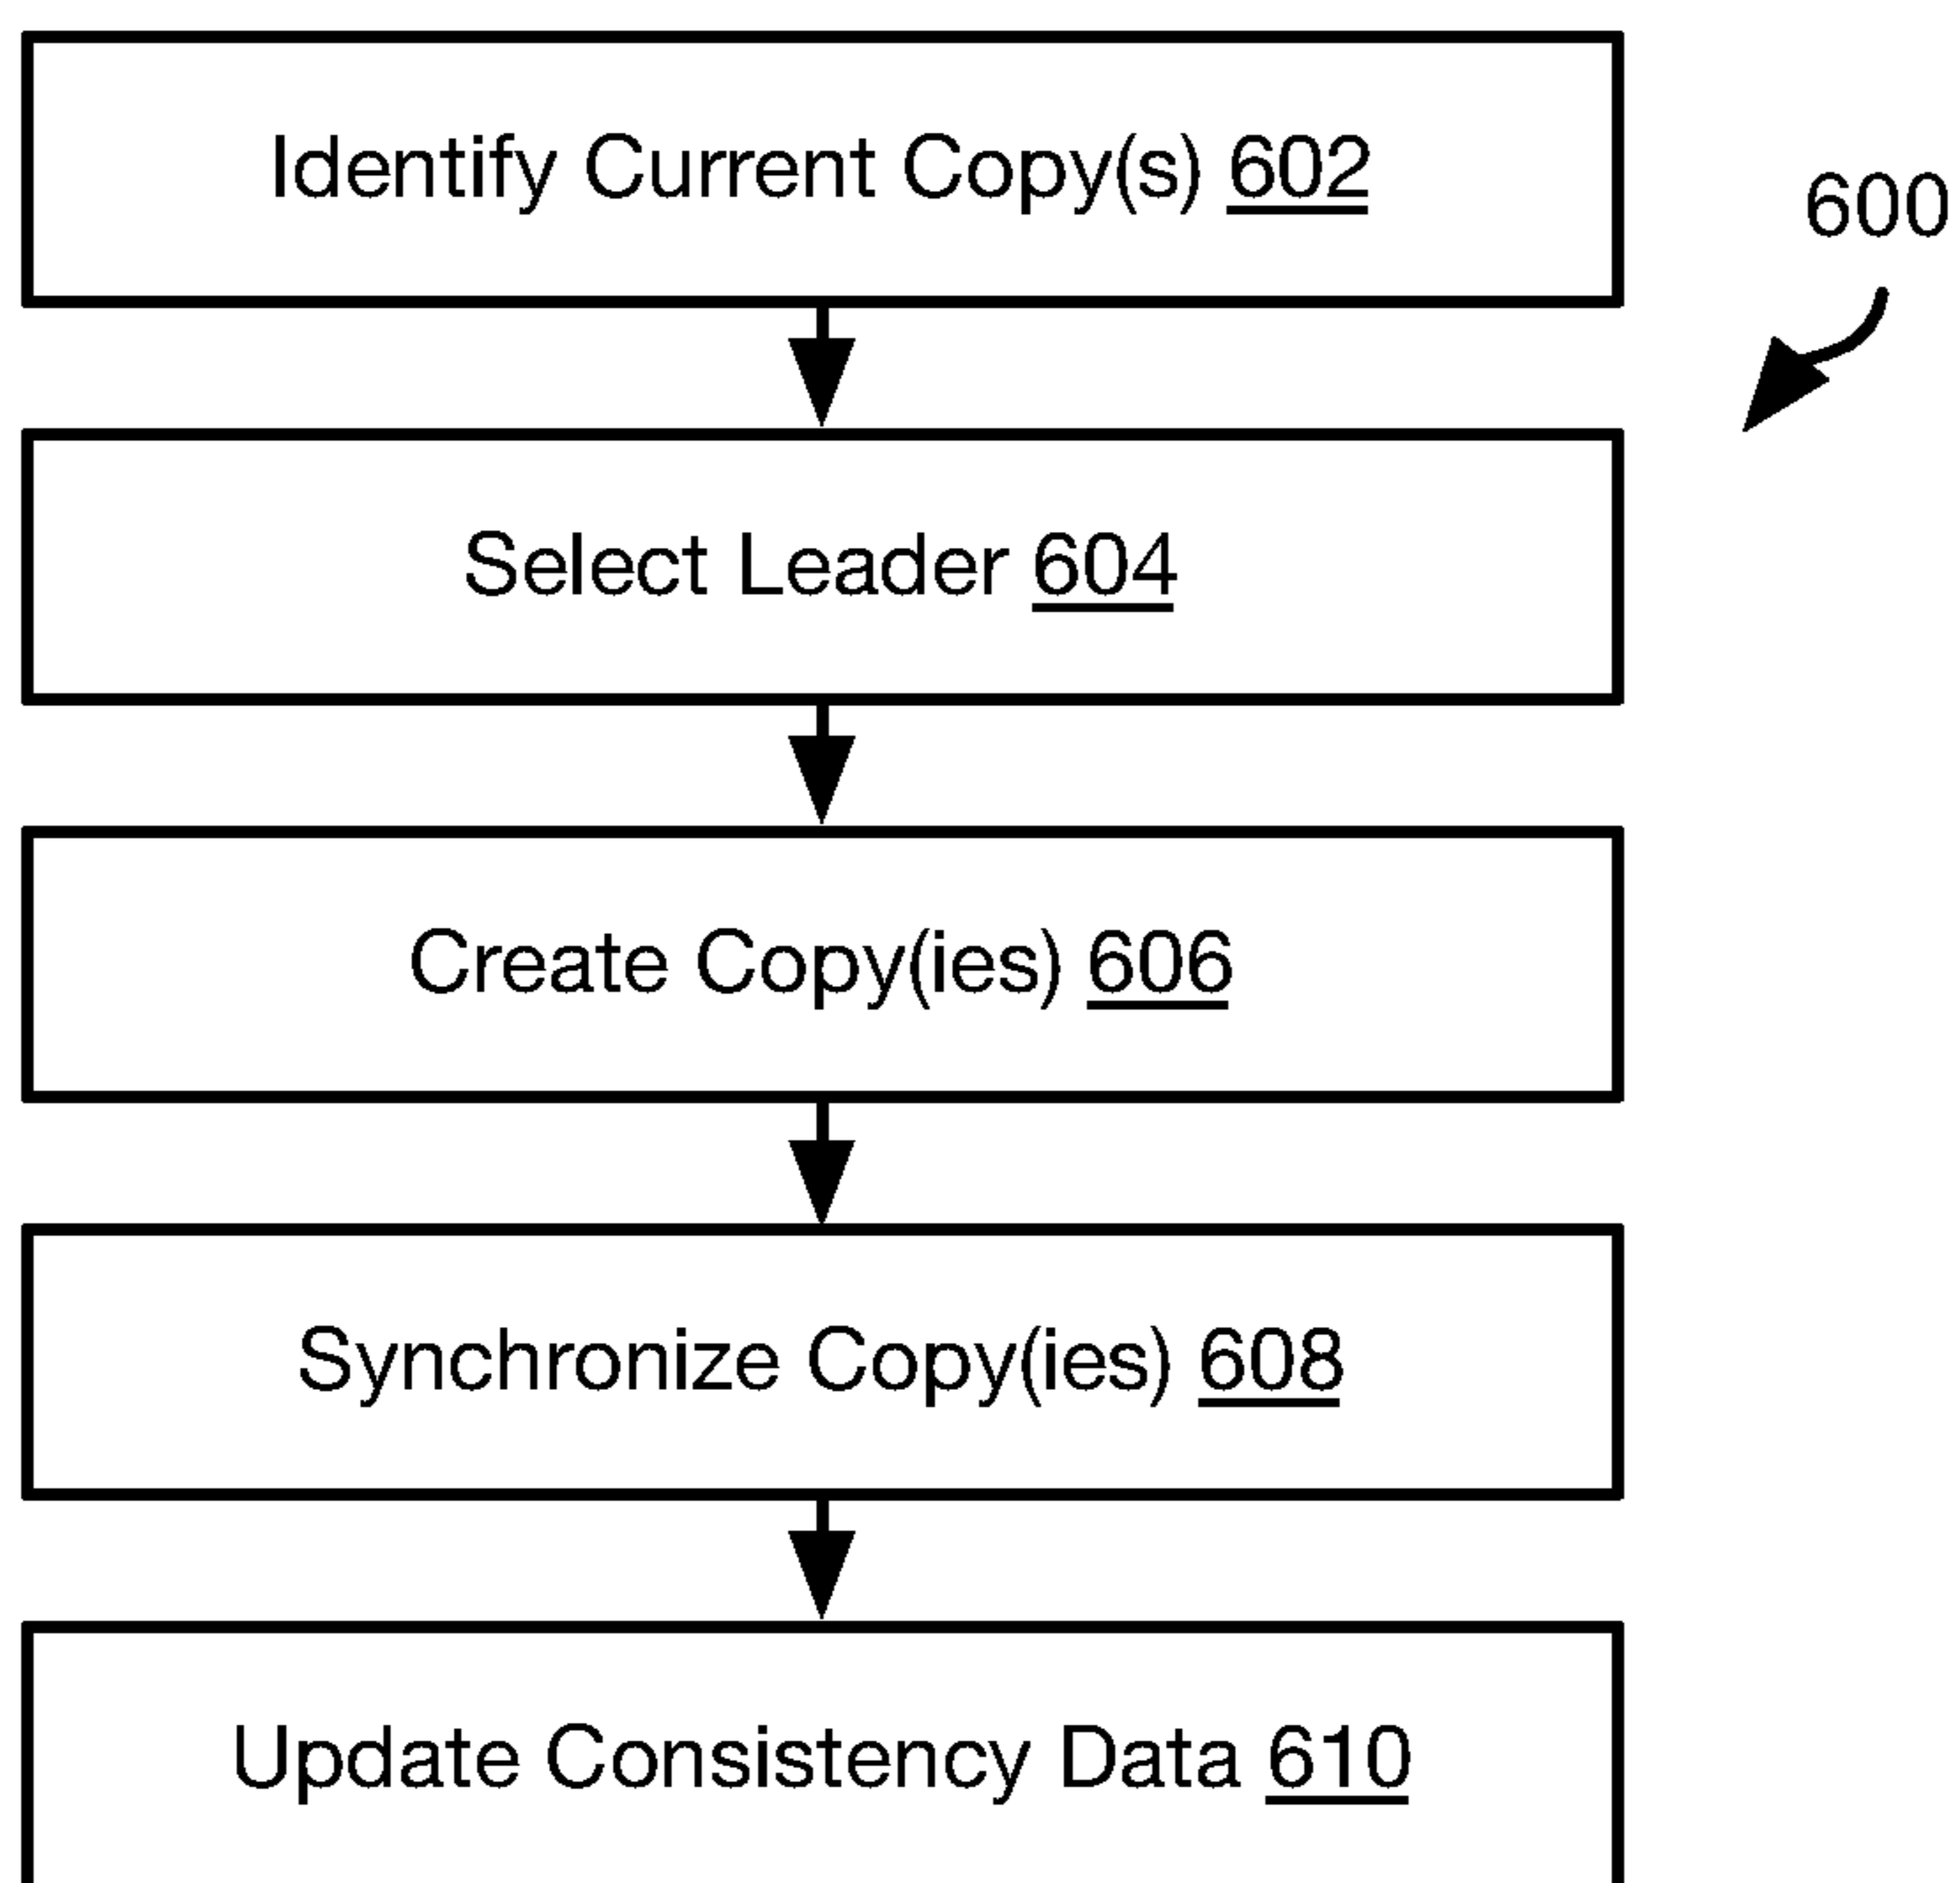 Identify Current Copy(s) 602
600
Select Leader 604
Create Copy(ies) 606
Synchronize Copy(ies) 608
Update Consistency Data 610